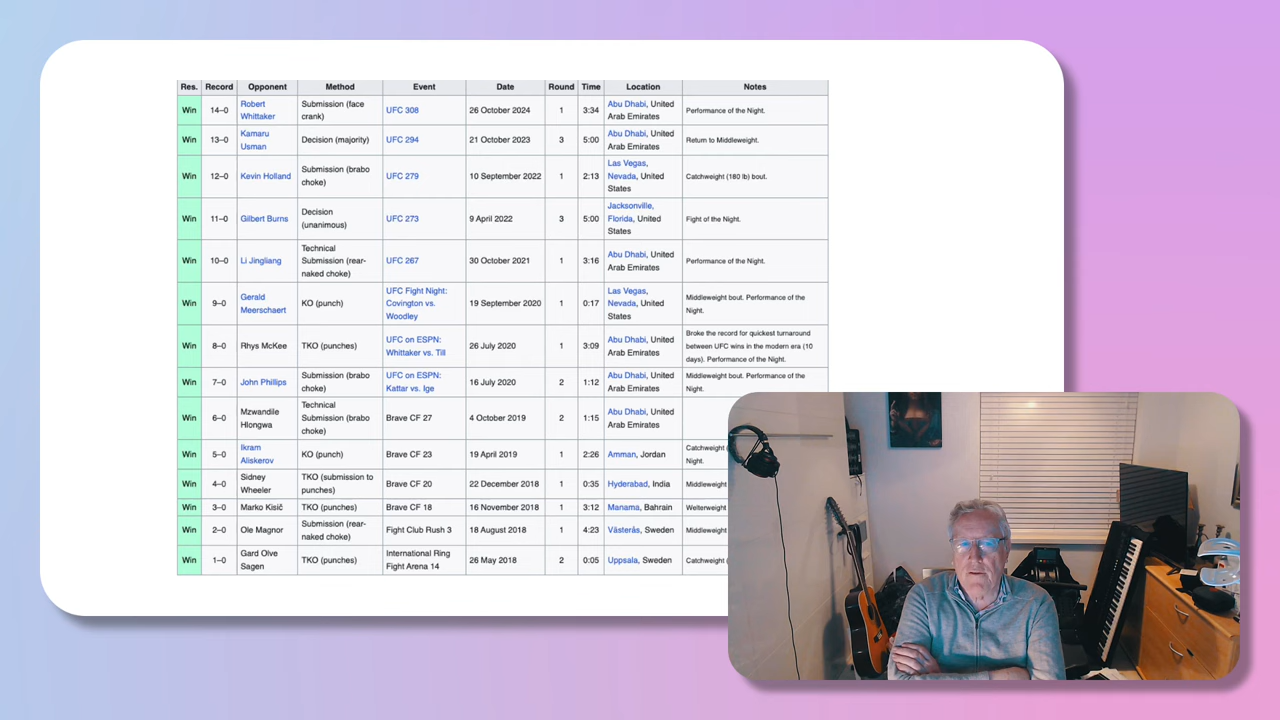 Res. Record Opponent Method Event Date Round Time Location Notes
Win 14–0 Robert Whittaker Submission (face crank) UFC 308 26 October 2024 1 3:34 Abu Dhabi, United Arab Emirates Performance of the Night.
Win 13–0 Kamaru Usman Decision (majority) UFC 294 21 October 2023 3 5:00 Abu Dhabi, United Arab Emirates Return to Middleweight.
Win 12–0 Kevin Holland Submission (brabo choke) UFC 279 10 September 2022 1 2:13 Las Vegas, Nevada, United States Catchweight (180 lb) bout.
Win 11–0 Gilbert Burns Decision (unanimous) UFC 273 9 April 2022 3 5:00 Jacksonville, Florida, United States Fight of the Night.
Win 10–0 Li Jingliang Technical Submission (rear-naked choke) UFC 267 30 October 2021 1 3:16 Abu Dhabi, United Arab Emirates Performance of the Night.
Win 9–0 Gerald Meerschaert KO (punch) UFC Fight Night: Covington vs. Woodley 19 September 2020 1 0:17 Las Vegas, Nevada, United States Middleweight bout. Performance of the Night.
Win 8–0 Rhys McKee TKO (punches) UFC on ESPN: Whittaker vs. Till 26 July 2020 1 3:09 Abu Dhabi, United Arab Emirates Broke the record for quickest turnaround between UFC wins in the modern era (10 days). Performance of the Night.
Win 7–0 John Phillips Submission (brabo choke) UFC on ESPN: Kattar vs. Ige 16 July 2020 2 1:12 Abu Dhabi, United Arab Emirates Middleweight bout. Performance of the Night.
Win 6–0 Mzwandile Hlongwa Technical Submission (brabo choke) Brave CF 27 4 October 2019 2 1:15 Abu Dhabi, United Arab Emirates
Win 5–0 Ikram Aliskerov KO (punch) Brave CF 23 19 April 2019 1 2:26 Amman, Jordan Catchweight ( Night.
Win 4–0 Sidney Wheeler TKO (submission to punches) Brave CF 20 22 December 2018 1 0:35 Hyderabad, India Middleweight
Win 3–0 Marko Kisič TKO (punches) Brave CF 18 16 November 2018 1 3:12 Manama, Bahrain Welterweight
Win 2–0 Ole Magnor Submission (rear-naked choke) Fight Club Rush 3 18 August 2018 1 4:23 Västerås, Sweden Middleweight
Win 1–0 Gard Olve Sagen TKO (punches) International Ring Fight Arena 14 26 May 2018 2 0:05 Uppsala, Sweden Catchweight (